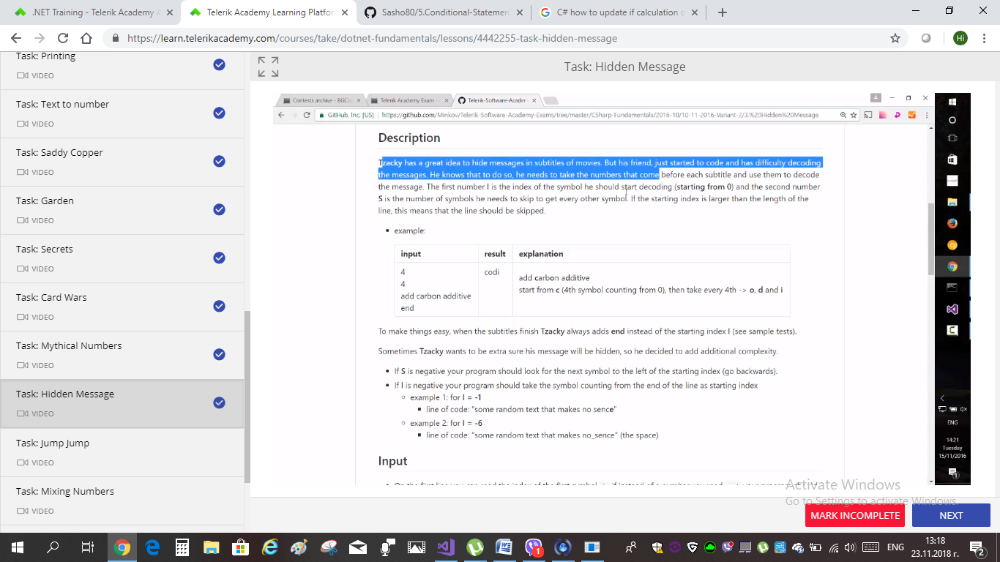 .NET Training - Telerik Academy A
Telerik Academy Learning Platfor
Sasho80/5.Conditional-Statemen
C# how to update if calculation o
https://learn.telerikacademy.com/courses/take/dotnet-fundamentals/lessons/4442255-task-hidden-message
Hi
Task: Printing
VIDEO
Task: Text to number
VIDEO
Task: Saddy Copper
VIDEO
Task: Garden
VIDEO
Task: Secrets
VIDEO
Task: Card Wars
VIDEO
Task: Mythical Numbers
VIDEO
Task: Hidden Message
VIDEO
Task: Jump Jump
VIDEO
Task: Mixing Numbers
VIDEO
Task: Hidden Message
Contests archive - BGCo
Telerik Academy Exam
Telerik-Software-Academ
GitHub, Inc. [US]
https://github.com/Minkov/Telerik-Software-Academy-Exams/tree/master/CSharp-Fundamentals/2016-10/10-11-2016-Variant-2/3.%20Hidden%20Message
Description
Tzacky has a great idea to hide messages in subtitles of movies. But his friend, just started to code and has difficulty decoding
the messages. He knows that to do so, he needs to take the numbers that come before each subtitle and use them to decode
the message. The first number I is the index of the symbol he should start decoding (starting from 0) and the second number
S is the number of symbols he needs to skip to get every other symbol. If the starting index is larger than the length of the
line, this means that the line should be skipped.
example:
input result explanation
4
4
add carbon additive
end
codi
add carbon additive
start from c (4th symbol counting from 0), then take every 4th -> o, d and i
To make things easy, when the subtitles finish Tzacky always adds end instead of the starting index I (see sample tests).
Sometimes Tzacky wants to be extra sure his message will be hidden, so he decided to add additional complexity.
If S is negative your program should look for the next symbol to the left of the starting index (go backwards).
If I is negative your program should take the symbol counting from the end of the line as starting index
example 1: for I = -1
line of code: "some random text that makes no sence"
example 2: for I = -6
line of code: "some random text that makes no_sence" (the space)
Input
ENG
14:21
Tuesday
15/11/2016
Activate Windows
Go to Settings to activate Windows.
MARK INCOMPLETE
NEXT
1
ENG
13:18
23.11.2018 г.
2